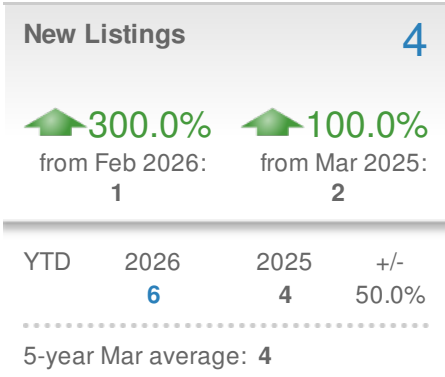 New Listings 4
300.0% 100.0%
from Feb 2026: from Mar 2025:
1 2
YTD 2026 2025 +/-
6 4 50.0%
5-year Mar average: 4